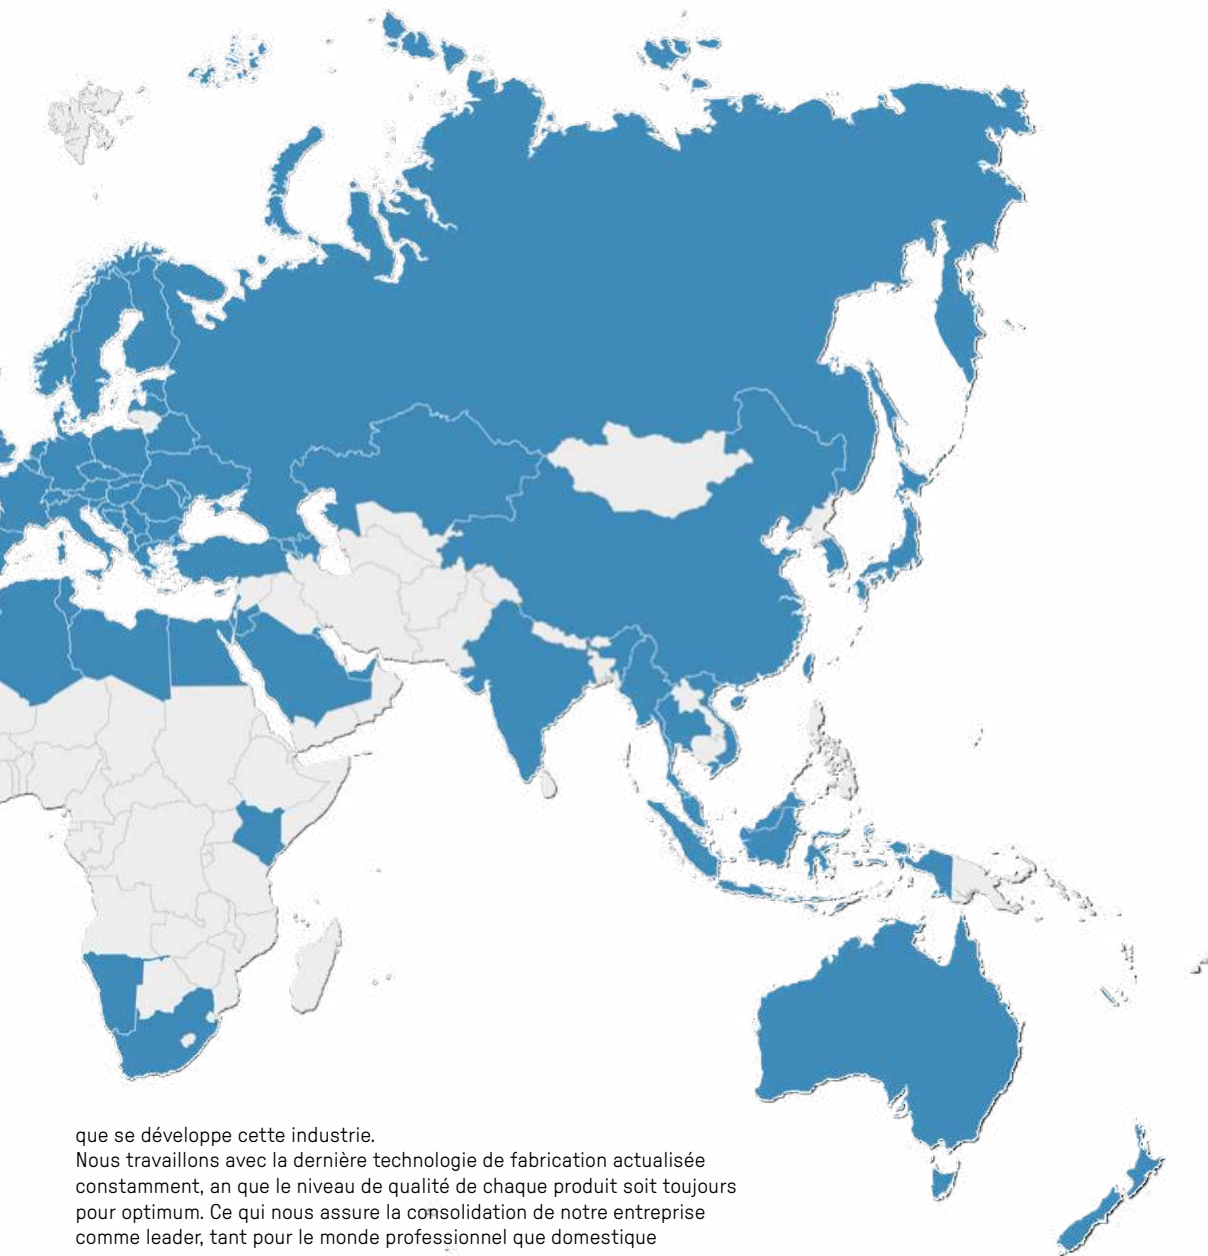 que se développe cette industrie.
Nous travaillons avec la dernière technologie de fabrication actualisée
constamment, an que le niveau de qualité de chaque produit soit toujours
pour optimum. Ce qui nous assure la consolidation de notre entreprise
comme leader, tant pour le monde professionnel que domestique